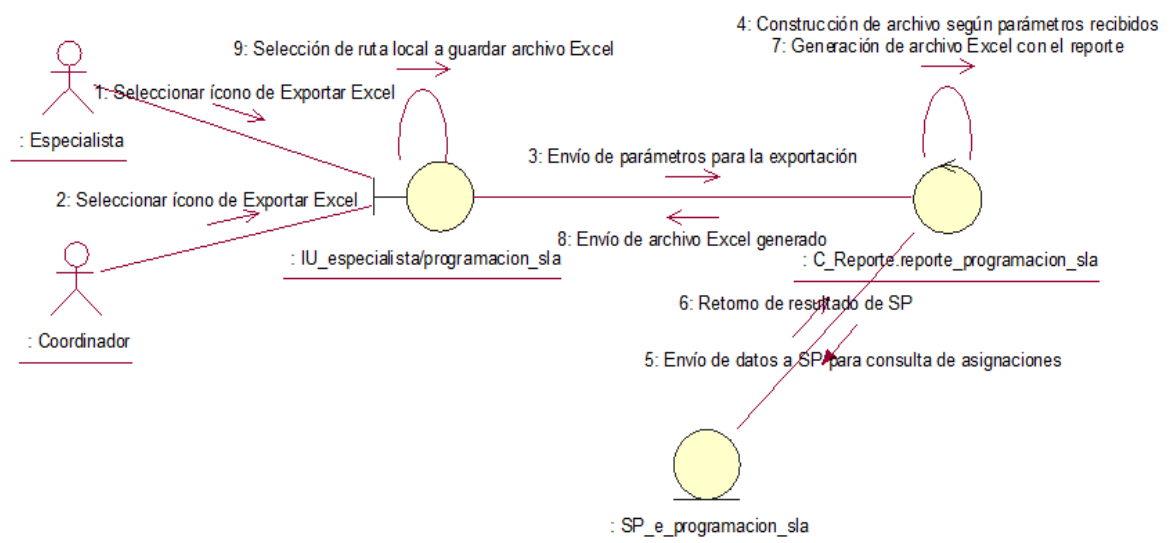 4: Construcción de archivo según parámetros recibidos
9: Selección de ruta local a guardar archivo Excel
7: Generación de archivo Excel con el reporte
1: Seleccionar ícono de Exportar Excel
: Especialista
3: Envío de parámetros para la exportación
2: Seleccionar ícono de Exportar Excel
8: Envío de archivo Excel generado
: IU_especialista/programacion_sla
: C_Reporte.reporte_programacion_sla
6: Retorno de resultado de SP
: Coordinador
5: Envío de datos a SP para consulta de asignaciones
: SP_e_programacion_sla